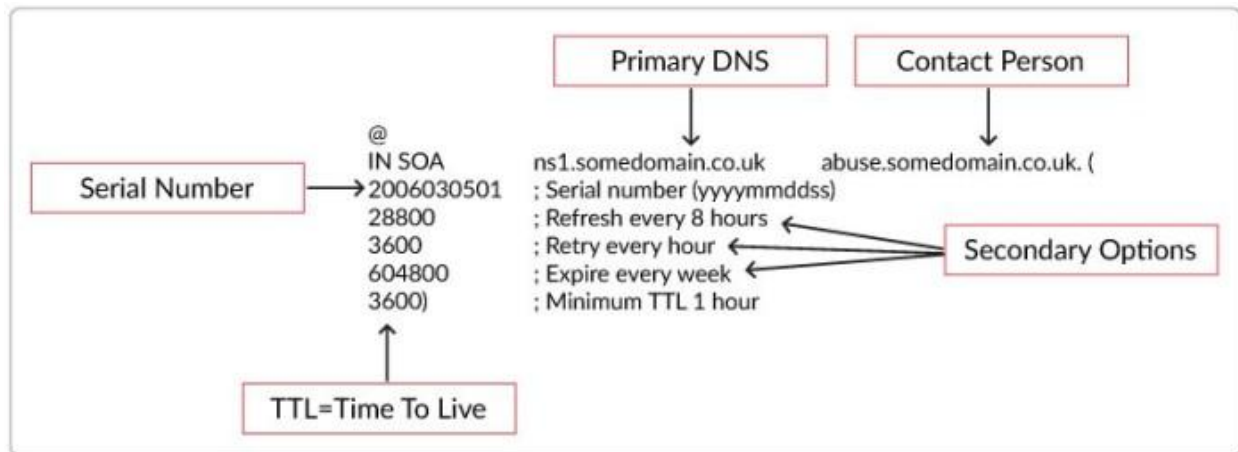 Primary DNS Contact Person
@
IN SOA ns1.somedomain.co.uk abuse.somedomain.co.uk. (
Serial Number 2006030501 ; Serial number (yyyymmddss)
28800 ; Refresh every 8 hours
3600 ; Retry every hour
Secondary Options
604800 ; Expire every week
3600) ; Minimum TTL 1 hour
TTL=Time To Live